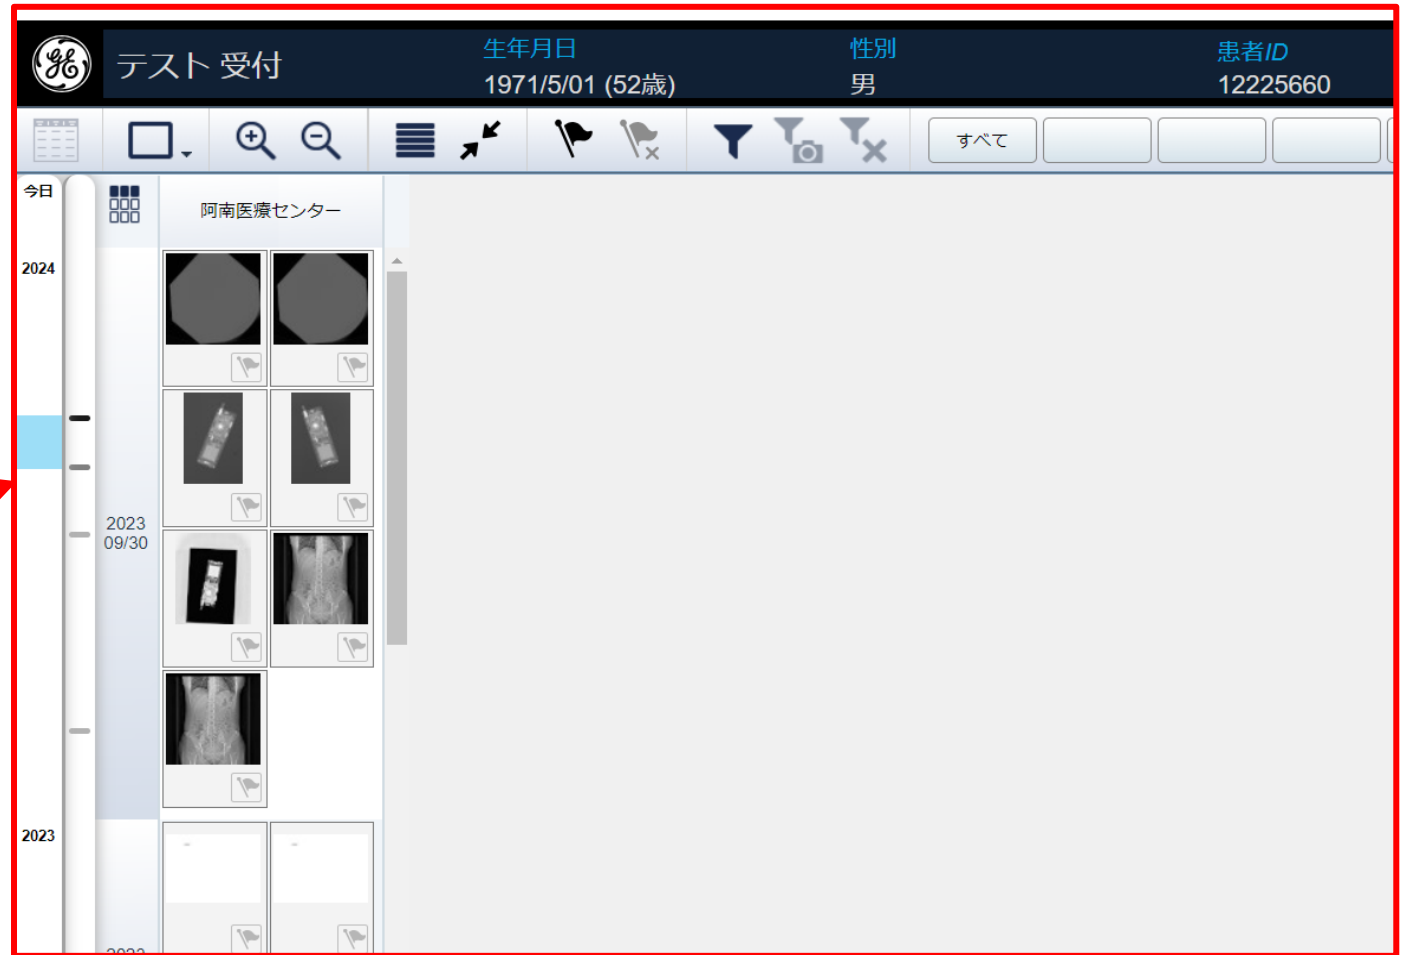 GE
テスト 受付
生年月日
1971/5/01 (52歳)
性別
男
患者ID
12225660
すべて
今日
阿南医療センター
2024
2023
09/30
2023